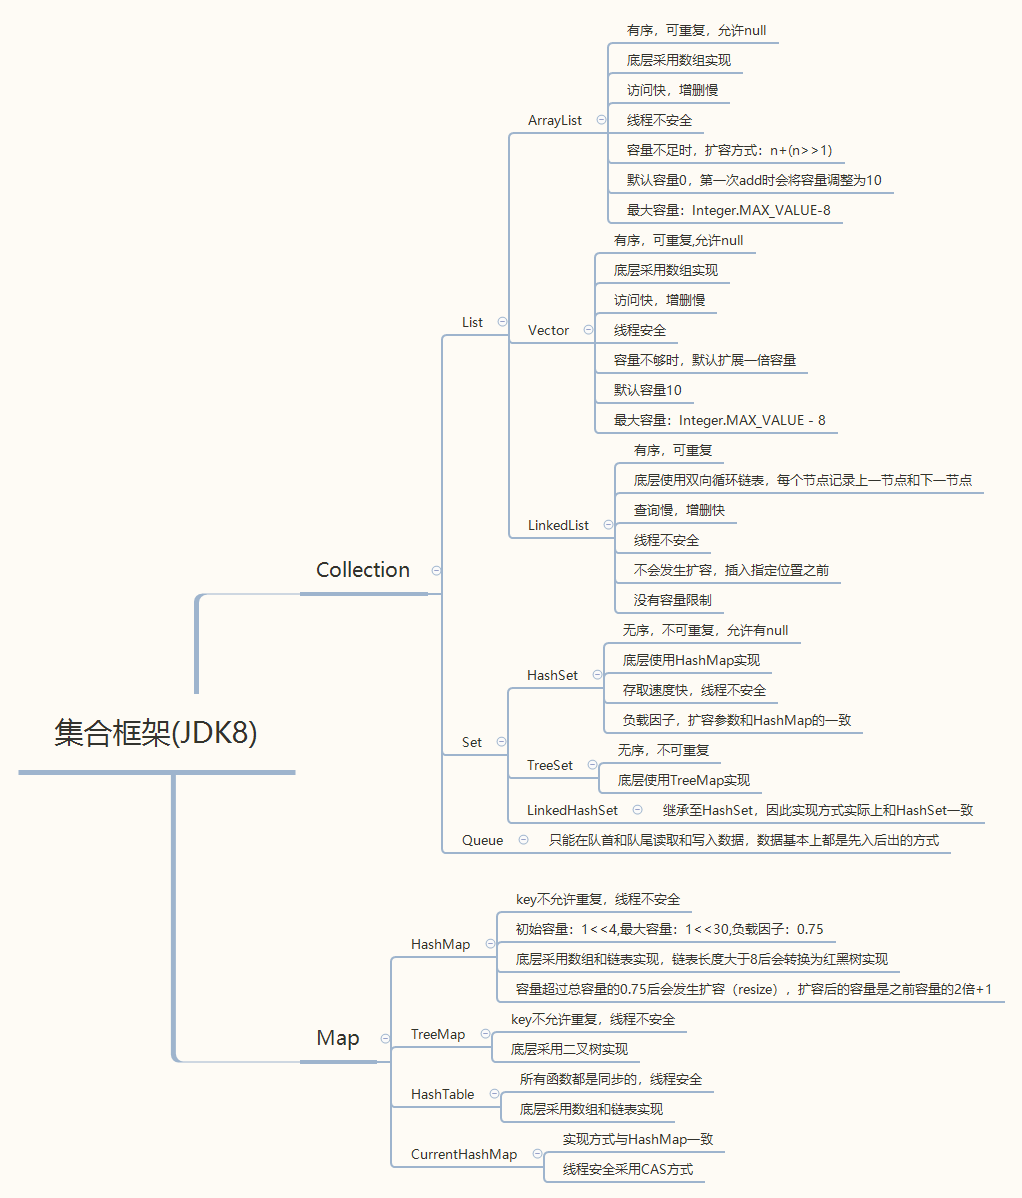 集合框架(JDK8)
Collection
List
ArrayList
有序，可重复，允许null
底层采用数组实现
访问快，增删慢
线程不安全
容量不足时，扩容方式：n+(n>>1)
默认容量0，第一次add时会将容量调整为10
最大容量：Integer.MAX_VALUE-8
Vector
有序，可重复,允许null
底层采用数组实现
访问快，增删慢
线程安全
容量不够时，默认扩展一倍容量
默认容量10
最大容量：Integer.MAX_VALUE - 8
LinkedList
有序，可重复
底层使用双向循环链表，每个节点记录上一节点和下一节点
查询慢，增删快
线程不安全
不会发生扩容，插入指定位置之前
没有容量限制
Set
HashSet
无序，不可重复，允许有null
底层使用HashMap实现
存取速度快，线程不安全
负载因子，扩容参数和HashMap的一致
TreeSet
无序，不可重复
底层使用TreeMap实现
LinkedHashSet
继承至HashSet，因此实现方式实际上和HashSet一致
Queue
只能在队首和队尾读取和写入数据，数据基本上都是先入后出的方式
Map
HashMap
key不允许重复，线程不安全
初始容量：1<<4,最大容量：1<<30,负载因子：0.75
底层采用数组和链表实现，链表长度大于8后会转换为红黑树实现
容量超过总容量的0.75后会发生扩容（resize），扩容后的容量是之前容量的2倍+1
TreeMap
key不允许重复，线程不安全
底层采用二叉树实现
HashTable
所有函数都是同步的，线程安全
底层采用数组和链表实现
CurrentHashMap
实现方式与HashMap一致
线程安全采用CAS方式